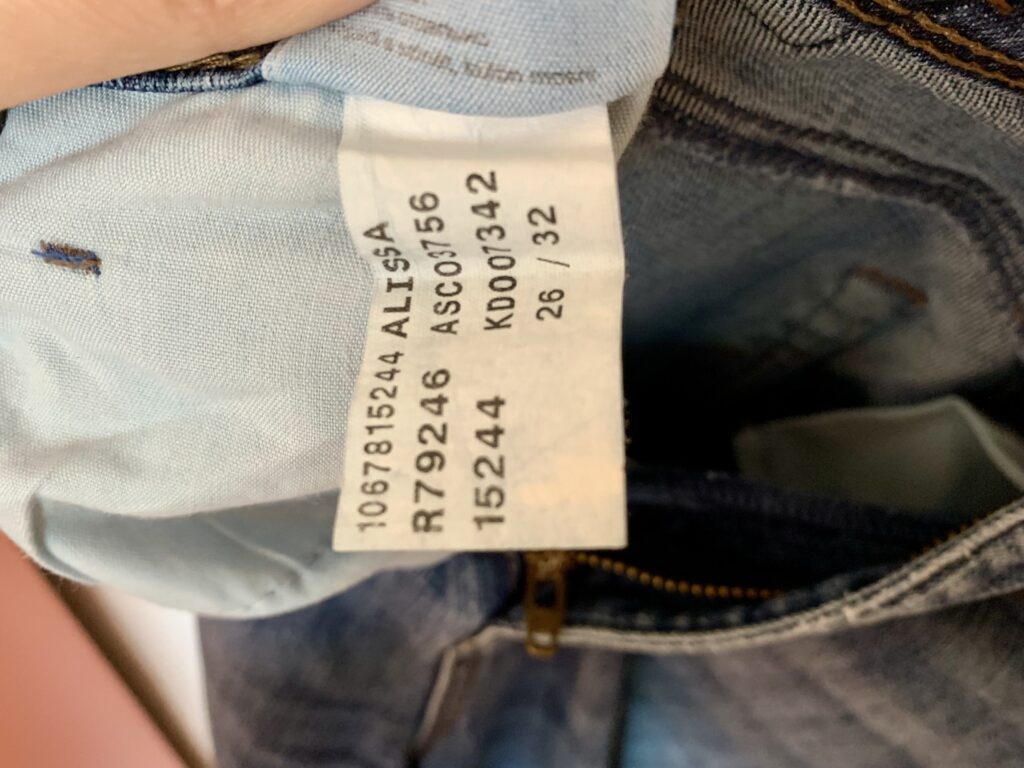 1067815244 ALISSA
R79246 ASC03756
15244 KD007342
26 / 32